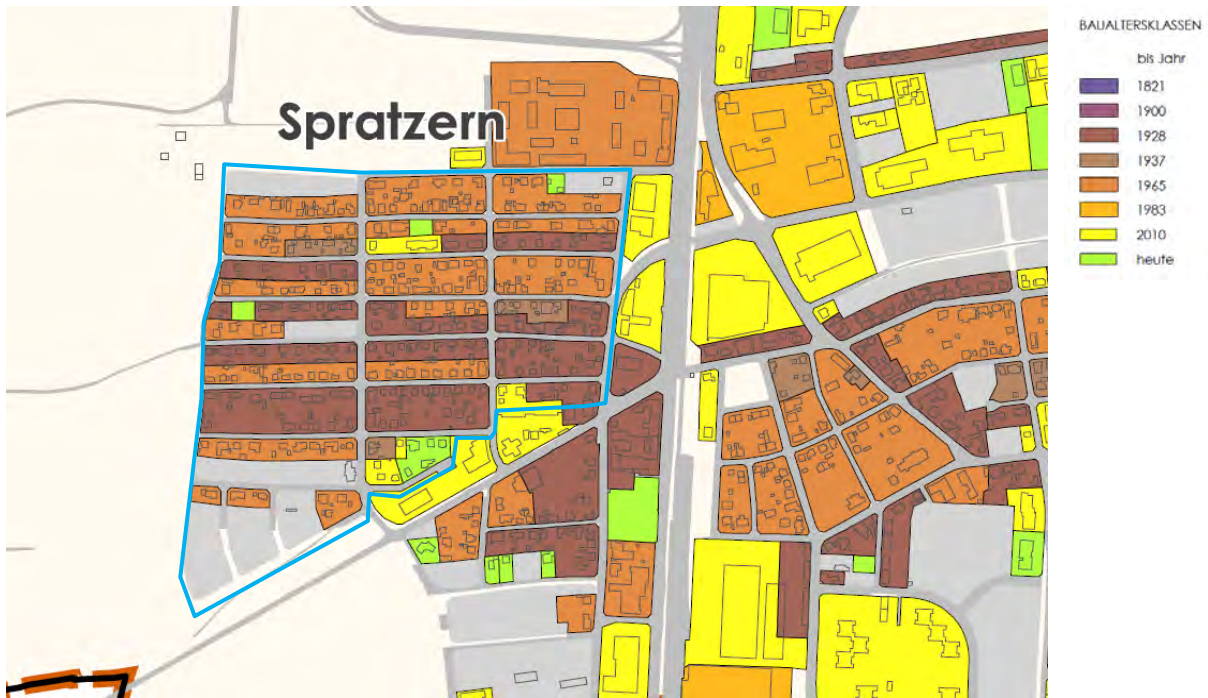 Spratzern
BAUALTERSKLASSEN
bis Jahr
1821
1900
1928
1937
1965
1983
2010
heute